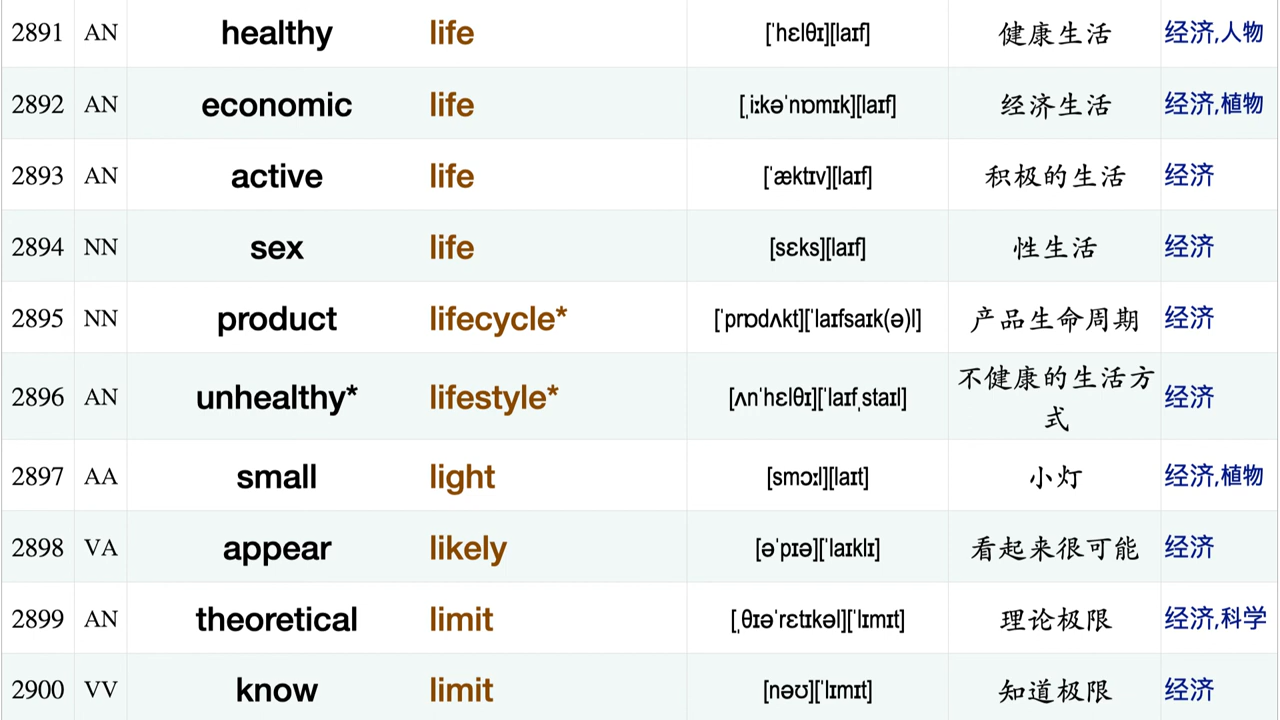 2891 AN healthy life [ˈhɛlθɪ][laɪf] 健康生活 经济,人物
2892 AN economic life [ˌiːkəˈnɒmɪk][laɪf] 经济生活 经济,植物
2893 AN active life [ˈæktɪv][laɪf] 积极的生活 经济
2894 NN sex life [sɛks][laɪf] 性生活 经济
2895 NN product lifecycle* [ˈprɒdʌkt][ˈlaɪfsaɪk(ə)l] 产品生命周期 经济
2896 AN unhealthy* lifestyle* [ʌnˈhɛlθɪ][ˈlaɪfˌstaɪl] 不健康的生活方
式 经济
2897 AA small light [smɔːl][laɪt] 小灯 经济,植物
2898 VA appear likely [əˈpɪə][ˈlaɪklɪ] 看起来很可能 经济
2899 AN theoretical limit [ˌθɪəˈrɛtɪkəl][ˈlɪmɪt] 理论极限 经济,科学
2900 VV know limit [nəʊ][ˈlɪmɪt] 知道极限 经济